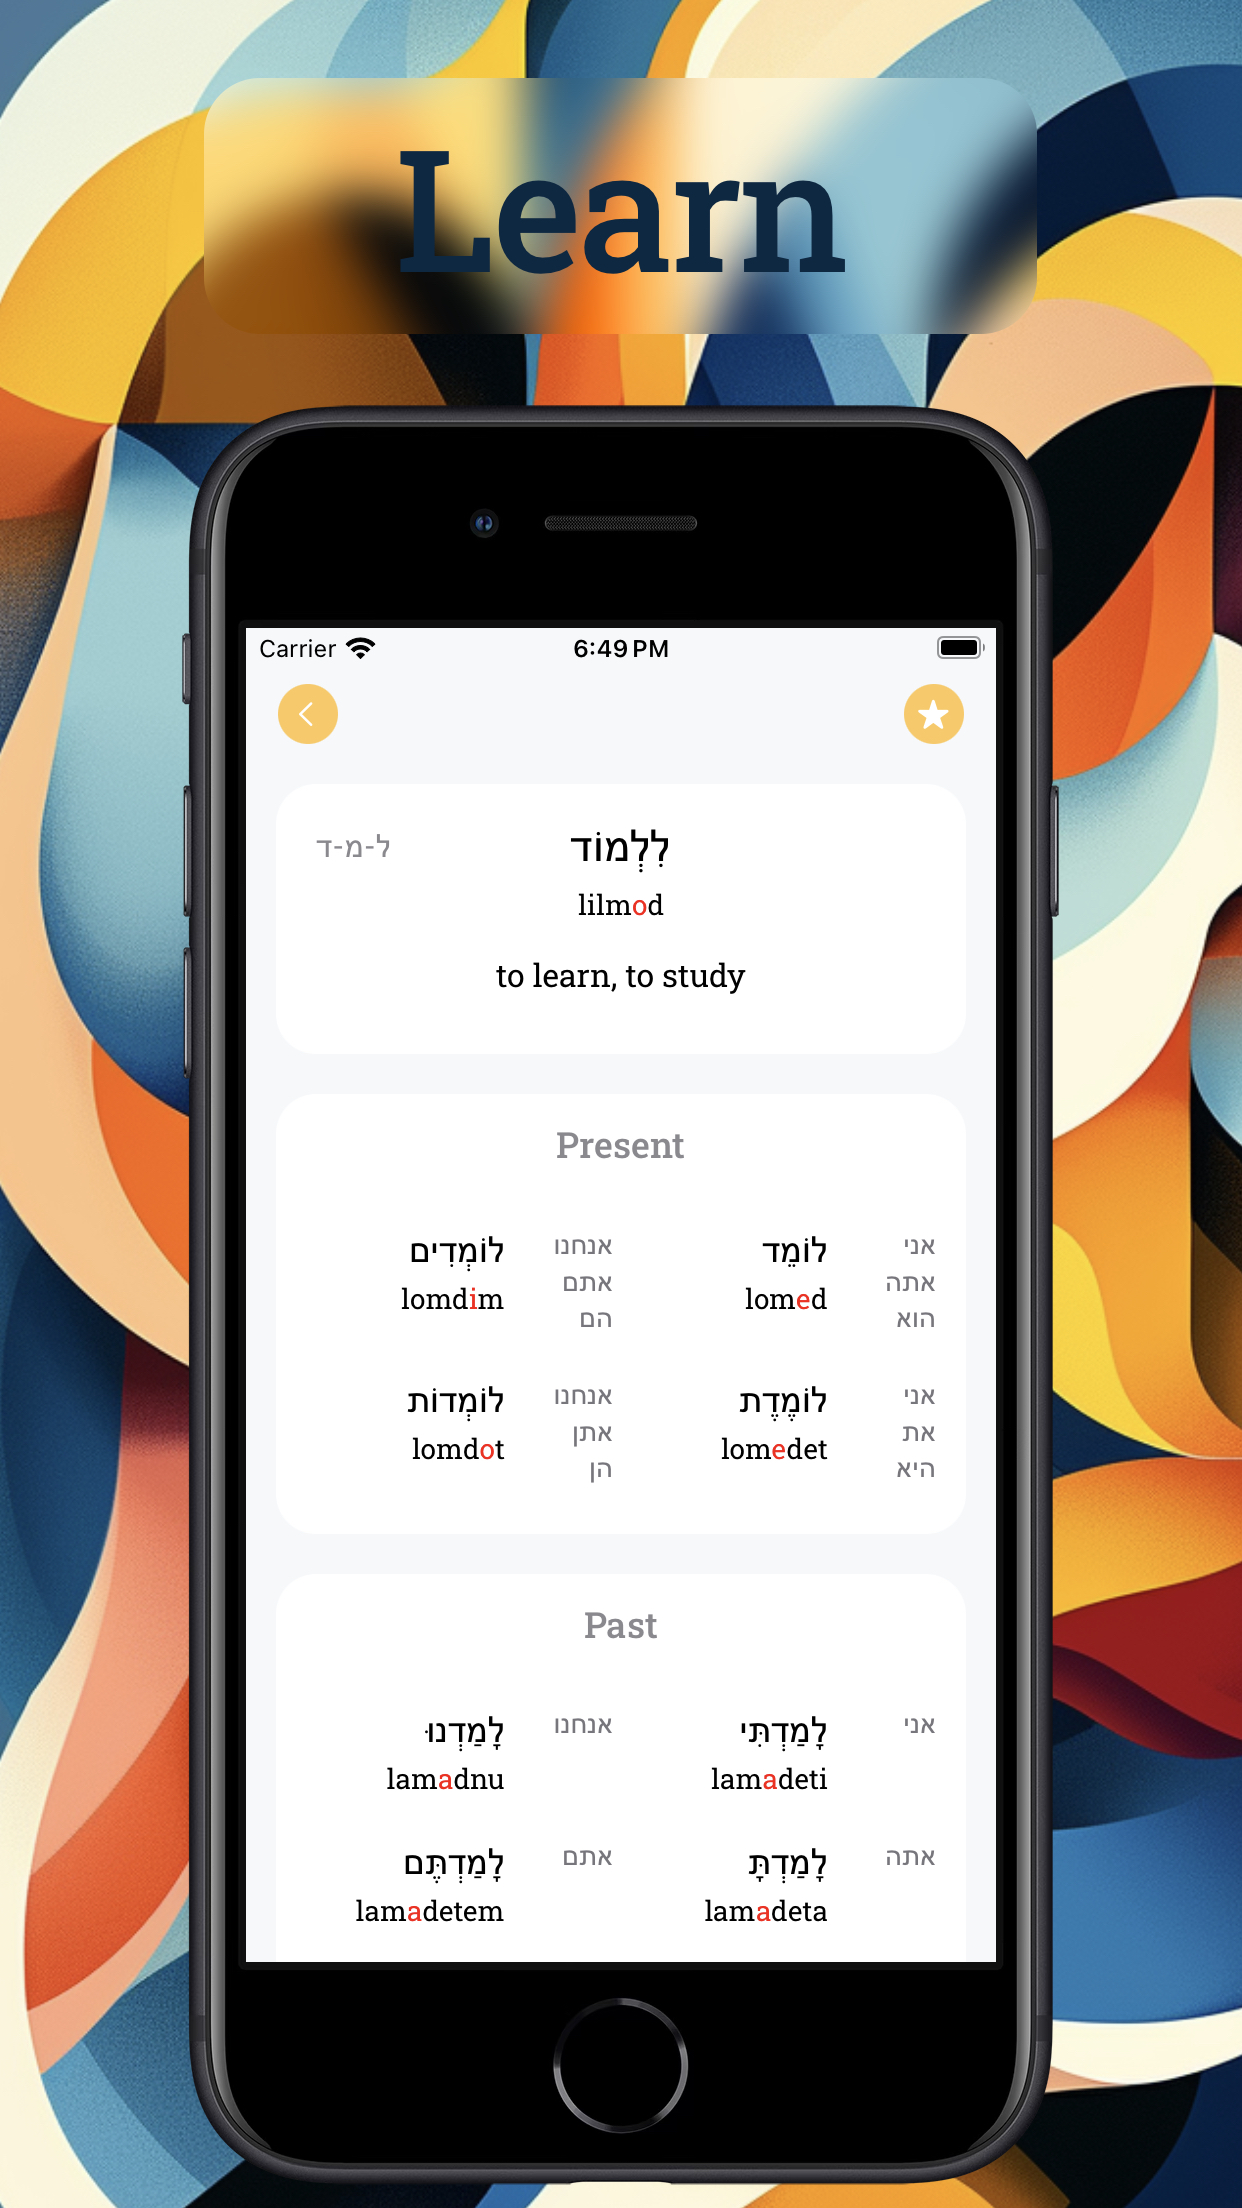 Learn
Carrier 6:49 PM
ל-מ-ד
לִלְמוֹד
lilmod
to learn, to study
Present
אני
אתה
הוא
לוֹמֵד
lomed
אנחנו
אתם
הם
לוֹמְדִים
lomdim
אני
את
היא
לוֹמֶדֶת
lomedet
אנחנו
אתן
הן
לוֹמְדוֹת
lomdot
Past
אני
לָמַדְתִּי
lamadeti
אנחנו
לָמַדְנוּ
lamadnu
אתה
לָמַדְתָּ
lamadeta
אתם
לָמַדְתֶּם
lamadetem